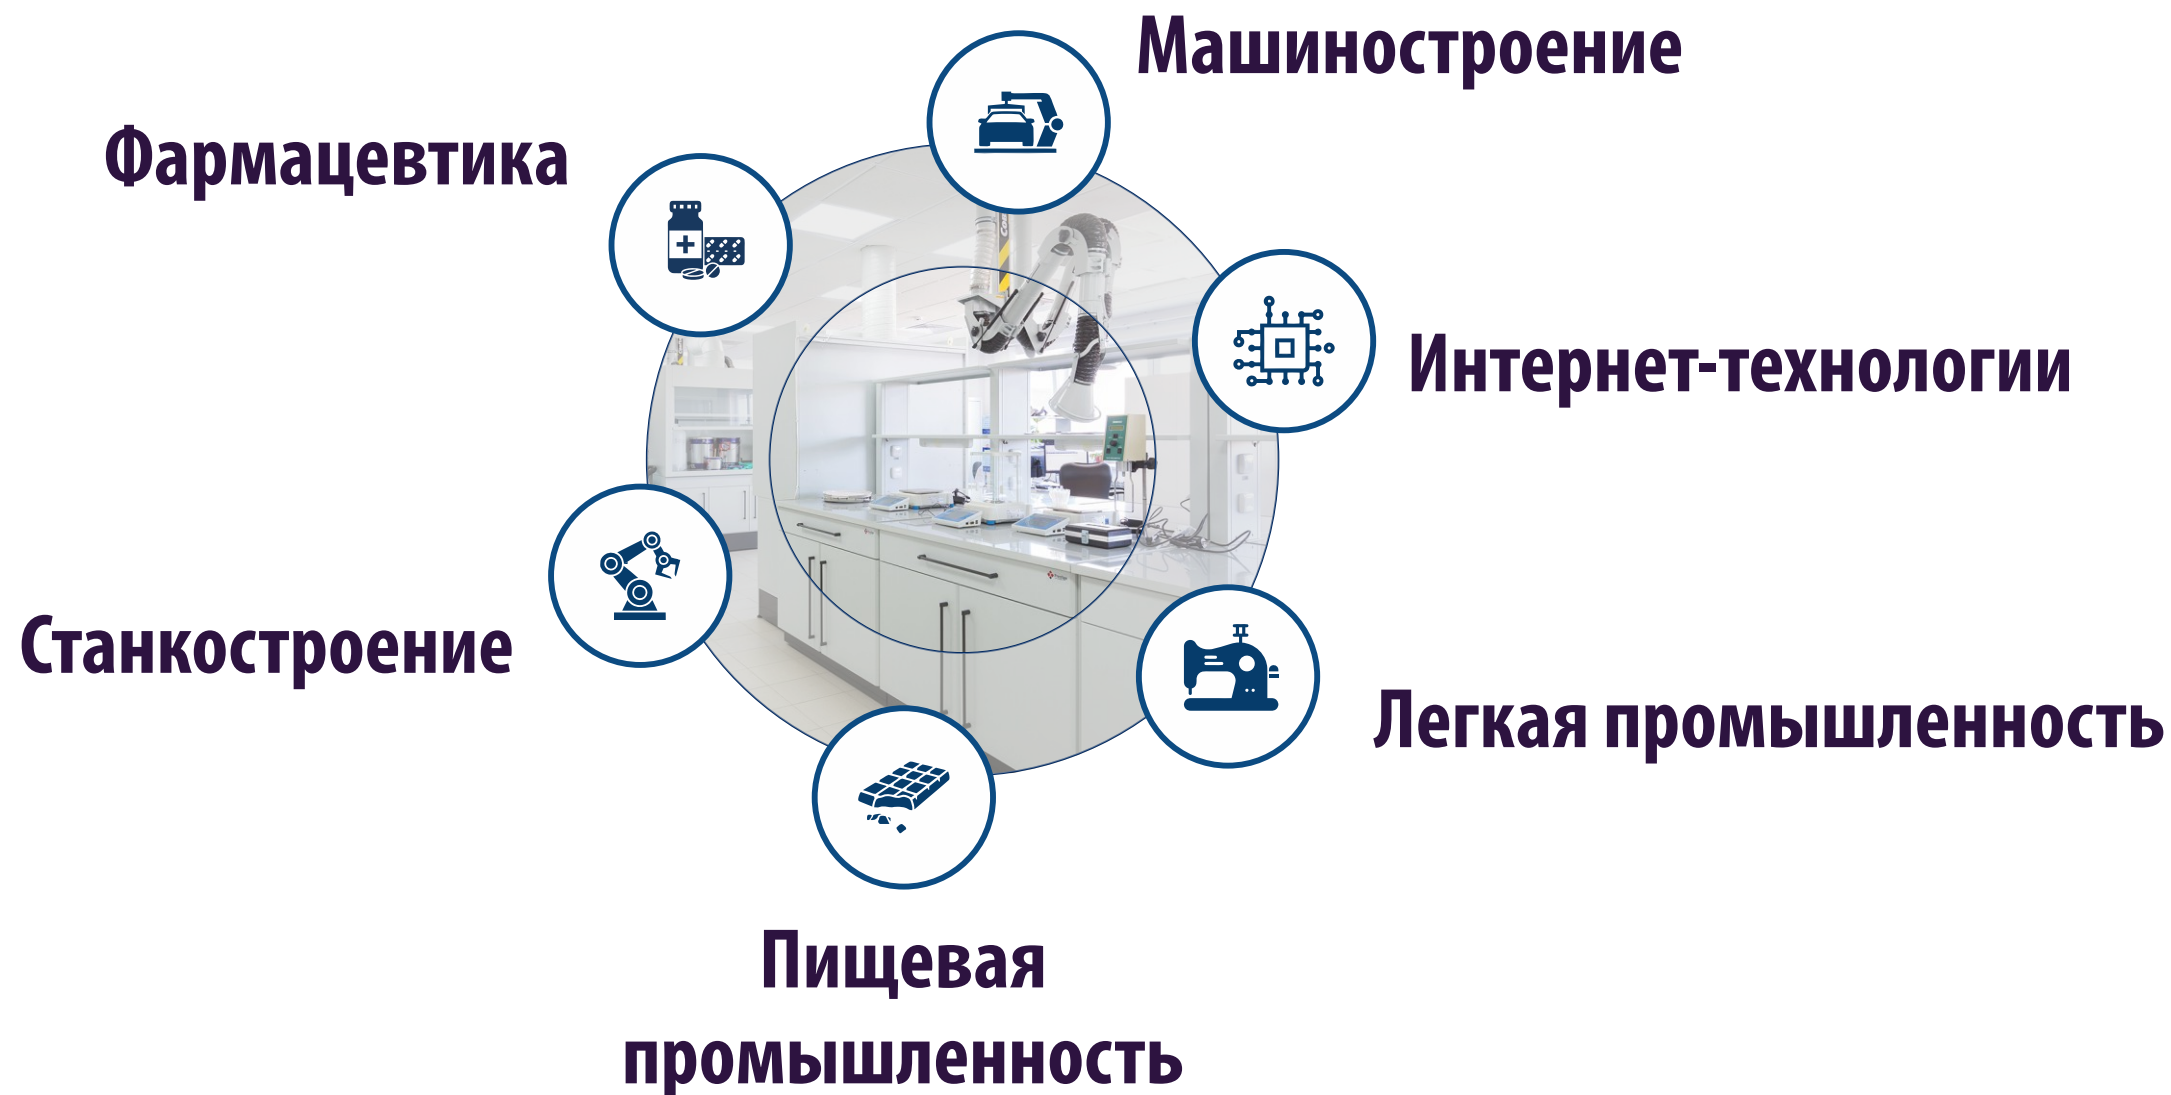 Машиностроение
Фармацевтика
Интернет-технологии
Станкостроение
Легкая промышленность
Пищевая
промышленность